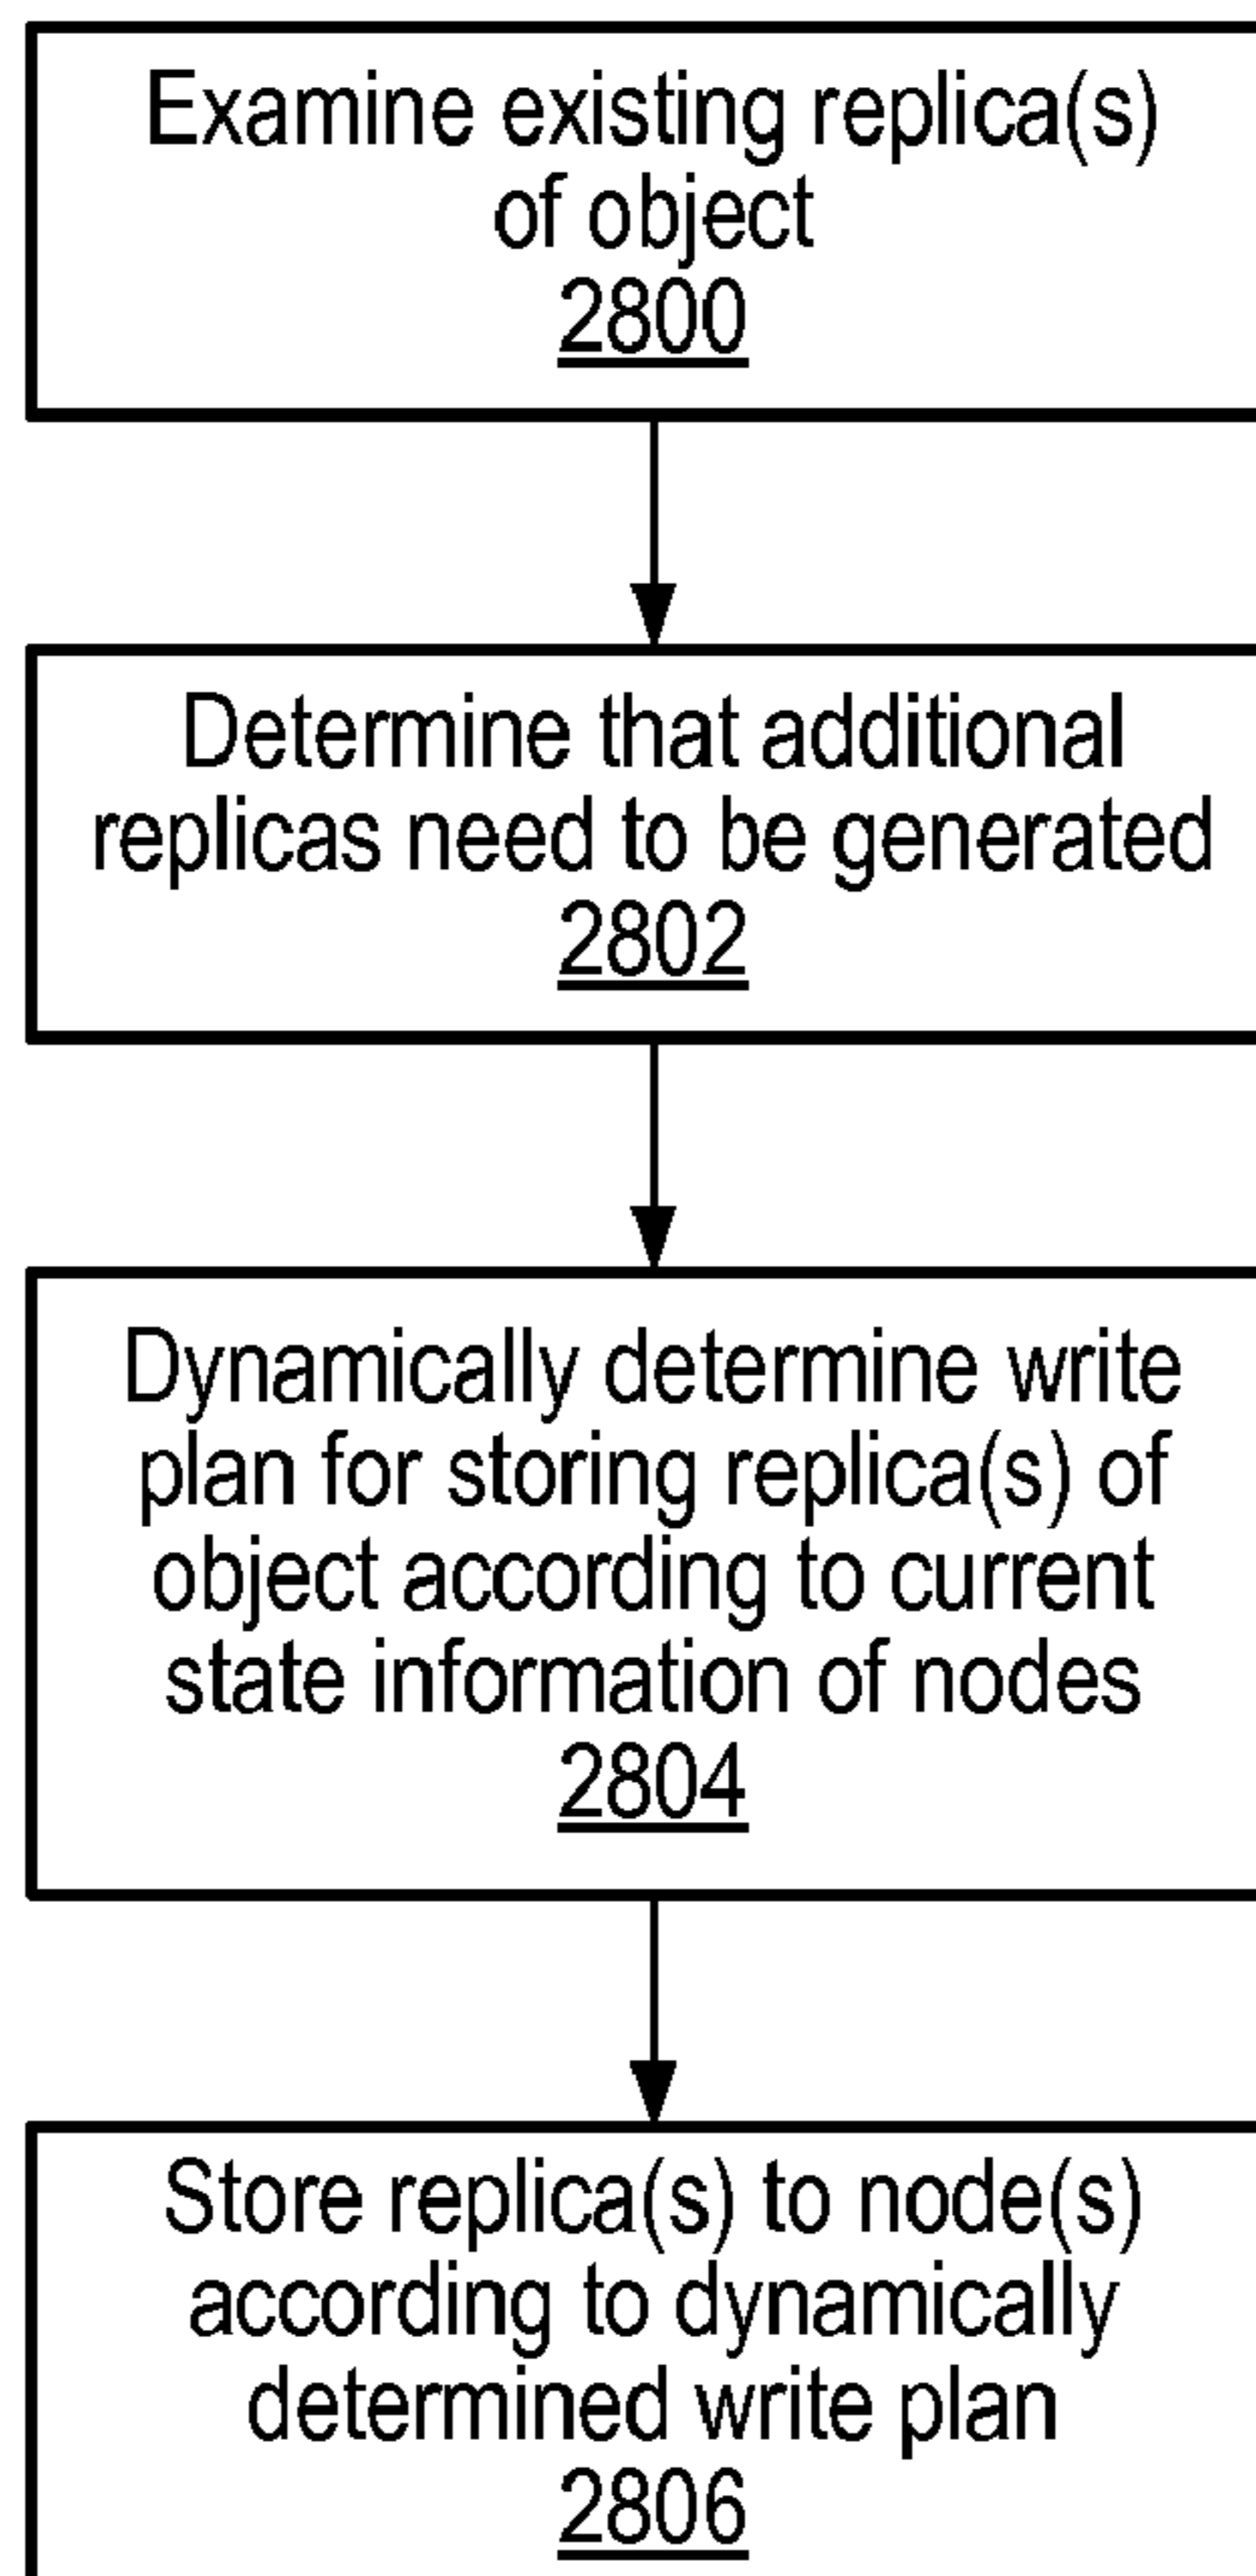 Examine existing replica(s)
of object
2800
Determine that additional
replicas need to be generated
2802
Dynamically determine write
plan for storing replica(s) of
object according to current
state information of nodes
2804
Store replica(s) to node(s)
according to dynamically
determined write plan
2806